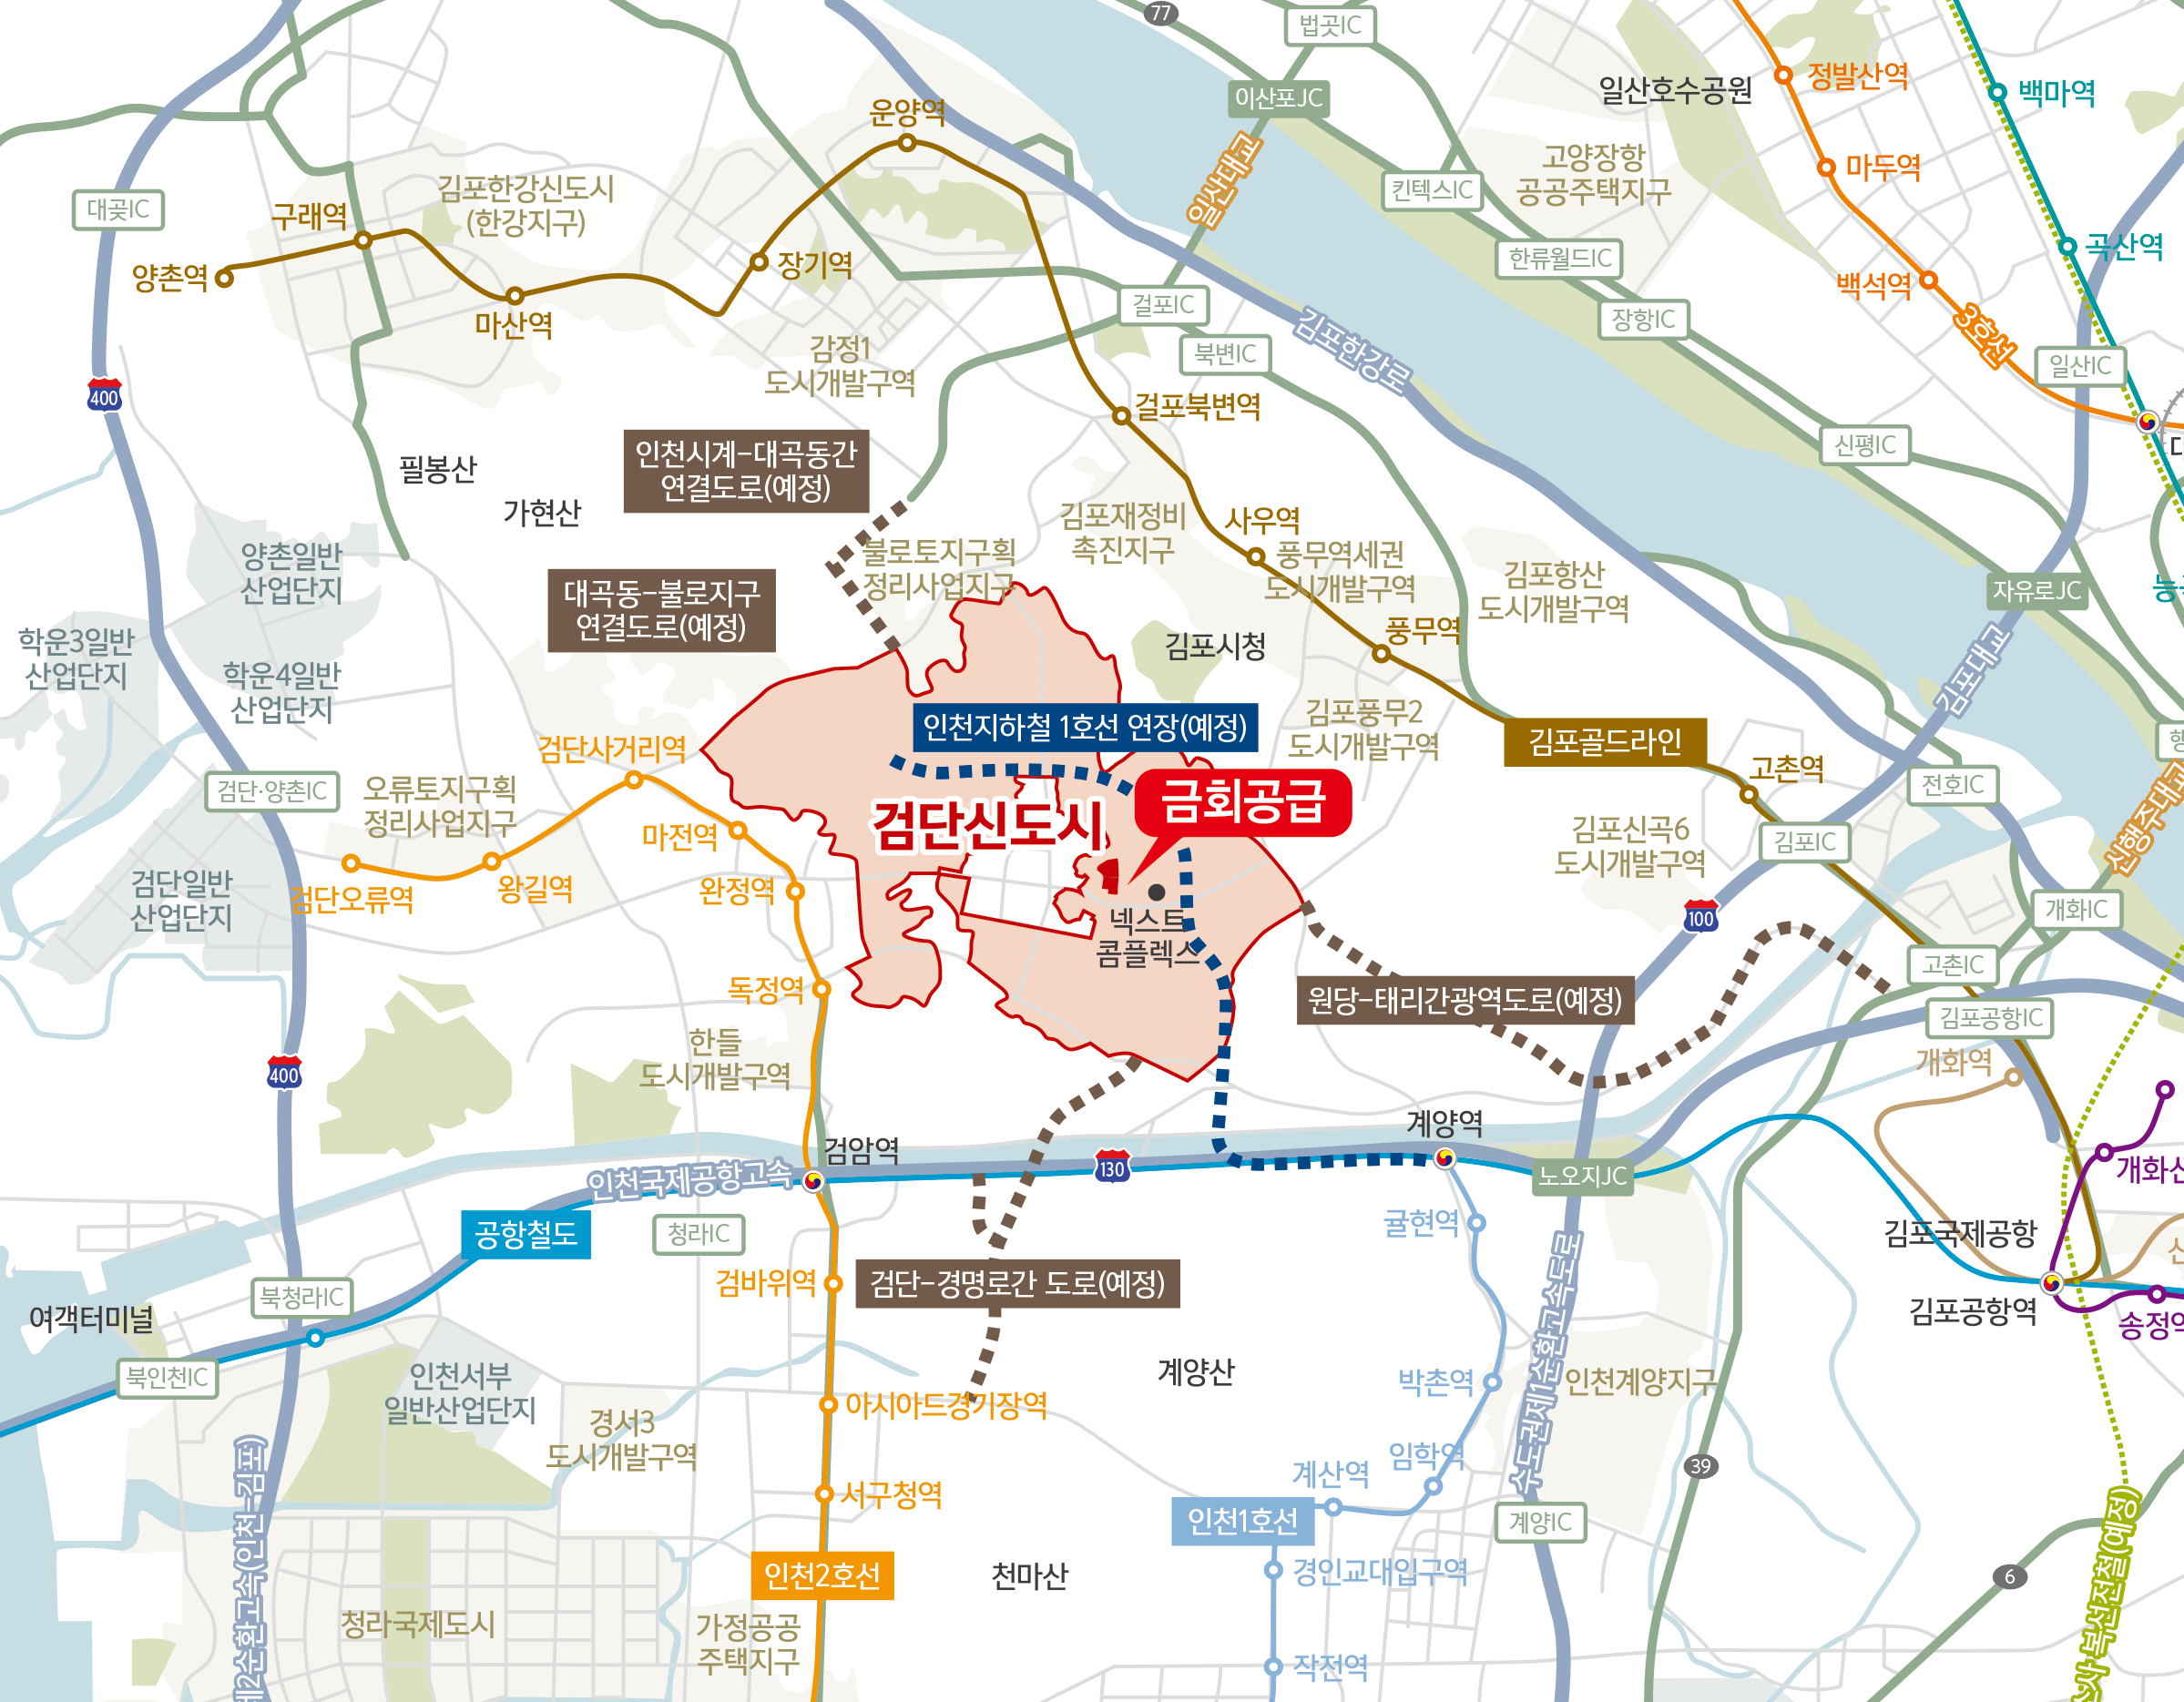 77
법곳IC
이산포JC
일산호수공원
정발산역
백마역
운양역
마두역
고양장항
공공주택지구
킨텍스IC
일산대교
대곶IC
김포한강신도시
(한강지구)
구래역
양촌역
장기역
마산역
한류월드IC
곡산역
백석역
걸포IC
장항IC
3호선
북변IC
김포한강로
일산IC
감정1
도시개발구역
400
걸포북변역
신평IC
인천시계-대곡동간
연결도로(예정)
필봉산
가현산
김포재정비
촉진지구
사우역
양촌일반
산업단지
불로토지구획
정리사업지구
풍무역세권
도시개발구역
김포항산
도시개발구역
자유로JC
대곡동-불로지구
연결도로(예정)
학운3일반
산업단지
학운4일반
산업단지
김포시청
풍무역
김포대교
인천지하철 1호선 연장(예정)
김포풍무2
도시개발구역
김포골드라인
검단사거리역
고촌역
전호IC
검단·양촌IC
오류토지구획
정리사업지구
금회공급
검단신도시
마전역
김포신곡6
도시개발구역
김포IC
신행주대교
검단일반
산업단지
검단오류역
왕길역
완정역
넥스트
콤플렉스
100
개화IC
고촌IC
독정역
원당-태리간광역도로(예정)
김포공항IC
한들
도시개발구역
400
개화역
계양역
검암역
130
인천국제공항고속
노오지JC
공항철도
청라IC
귤현역
김포국제공항
검바위역
검단-경명로간 도로(예정)
북청라IC
여객터미널
김포공항역
북인천IC
계양산
인천서부
일반산업단지
박촌역
인천계양지구
수도권제1순환고속도로
경서3
도시개발구역
아시아드경기장역
임학역
계산역
39
서구청역
인천1호선
계양IC
천마산
인천2호선
경인교대입구역
6
청라국제도시
가정공공
주택지구
작전역
제2순환고속(인천-김포)